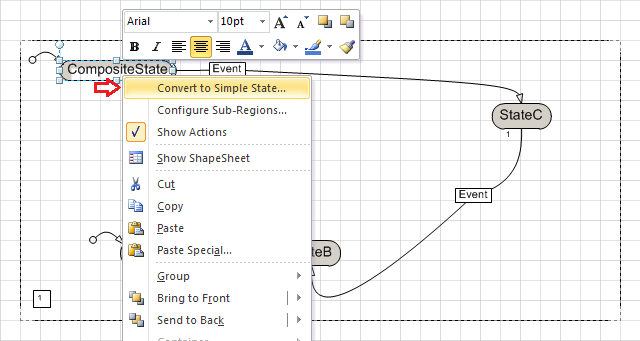 Arial 10pt
B I A
CompositeState
Event
Convert to Simple State...
Configure Sub-Regions...
Show Actions
StateC
1
Show ShapeSheet
Cut
Event
Copy
Paste
Paste Special...
teB
Group
1
Bring to Front
Send to Back